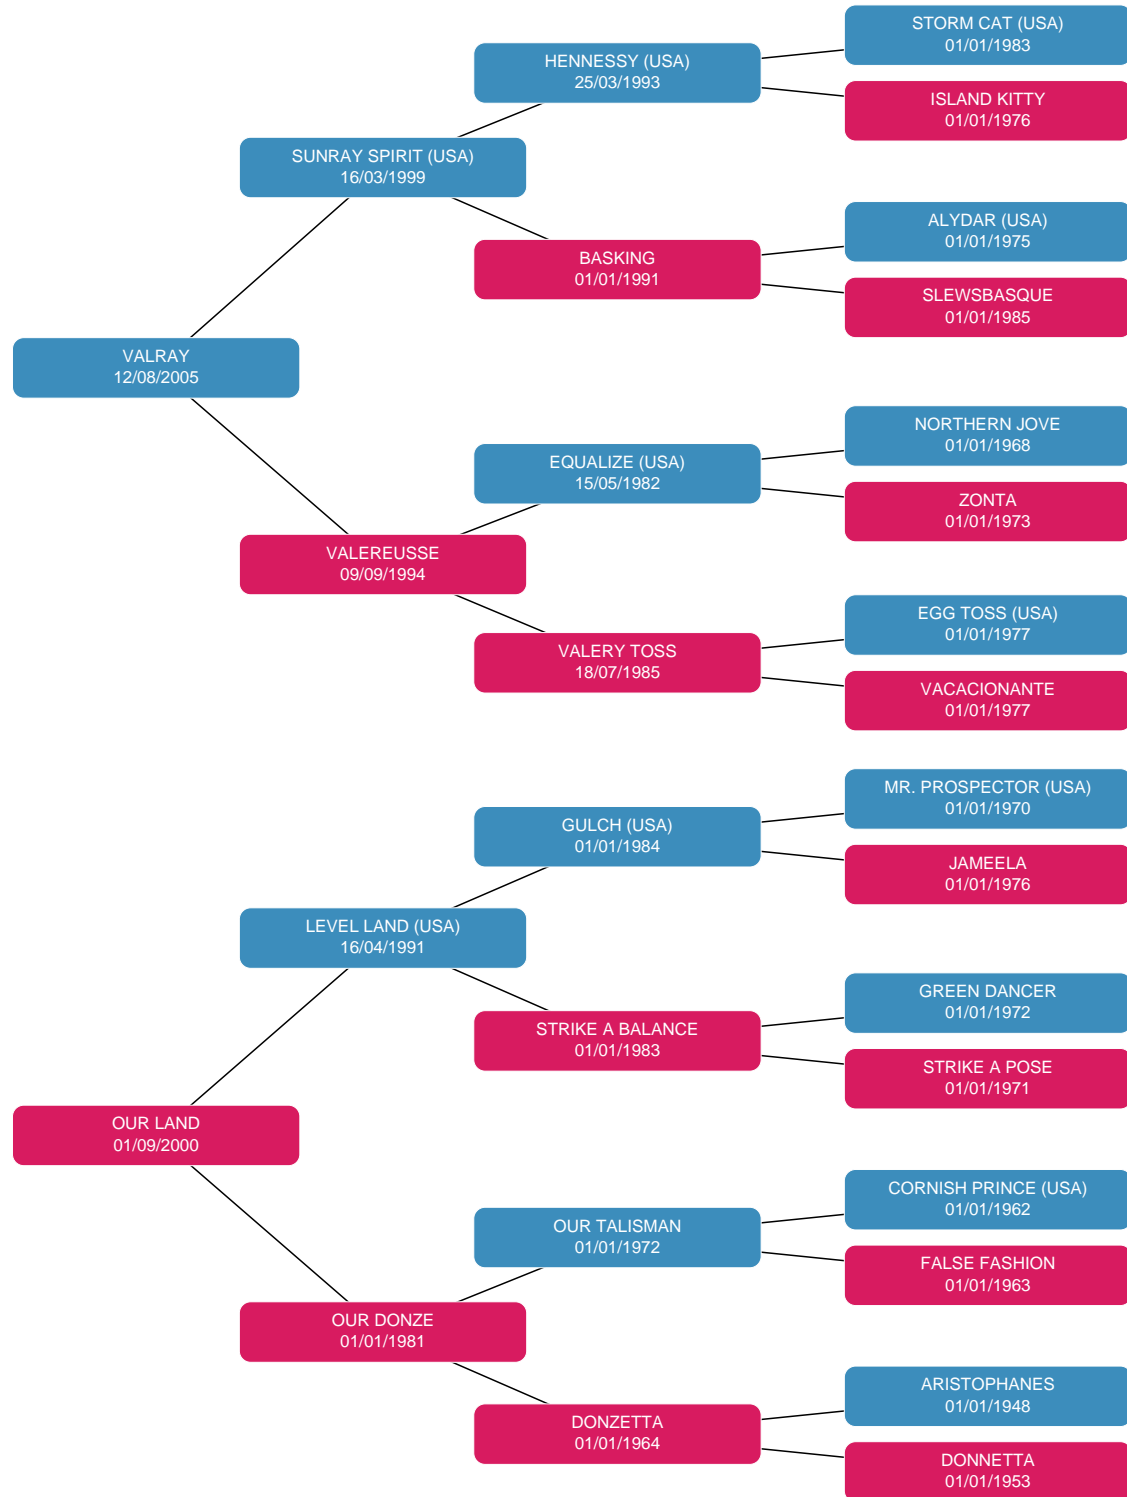 STORM CAT (USA)
01/01/1983
HENNESSY (USA)
25/03/1993
ISLAND KITTY
01/01/1976
SUNRAY SPIRIT (USA)
16/03/1999
ALYDAR (USA)
01/01/1975
BASKING
01/01/1991
SLEWSBASQUE
01/01/1985
VALRAY
12/08/2005
NORTHERN JOVE
01/01/1968
EQUALIZE (USA)
15/05/1982
ZONTA
01/01/1973
VALEREUSSE
09/09/1994
EGG TOSS (USA)
01/01/1977
VALERY TOSS
18/07/1985
VACACIONANTE
01/01/1977
MR. PROSPECTOR (USA)
01/01/1970
GULCH (USA)
01/01/1984
JAMEELA
01/01/1976
LEVEL LAND (USA)
16/04/1991
GREEN DANCER
01/01/1972
STRIKE A BALANCE
01/01/1983
STRIKE A POSE
01/01/1971
OUR LAND
01/09/2000
CORNISH PRINCE (USA)
01/01/1962
OUR TALISMAN
01/01/1972
FALSE FASHION
01/01/1963
OUR DONZE
01/01/1981
ARISTOPHANES
01/01/1948
DONZETTA
01/01/1964
DONNETTA
01/01/1953